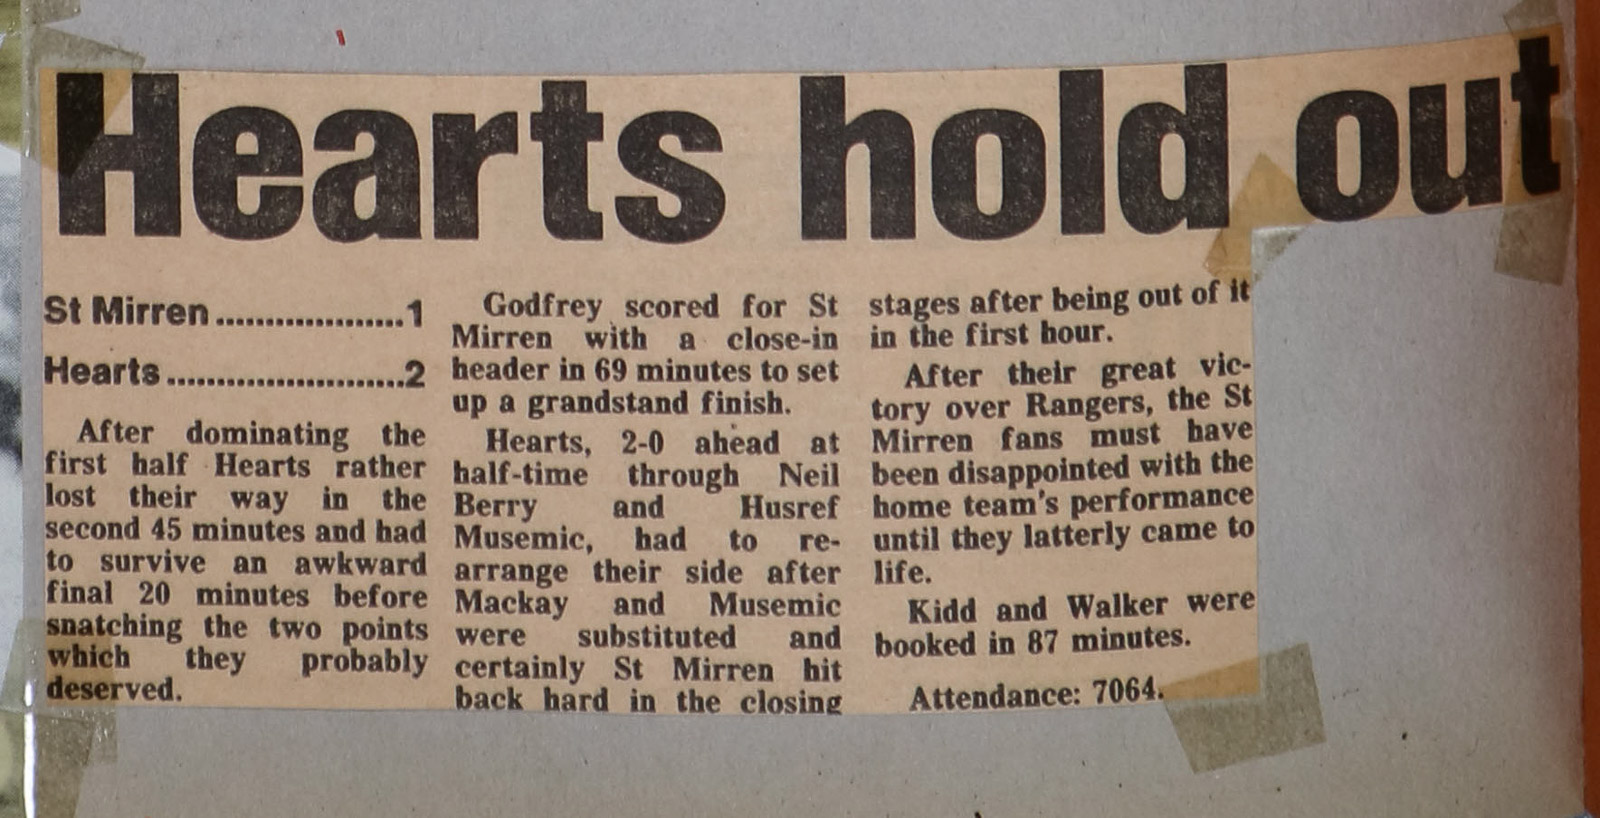 Hearts hold out
St Mirren...................1
Hearts........................2
After dominating the
first half Hearts rather
lost their way in the
second 45 minutes and had
to survive an awkward
final 20 minutes before
snatching the two points
which they probably
deserved.
Godfrey scored for St
Mirren with a close-in
header in 69 minutes to set
up a grandstand finish.
Hearts, 2-0 ahead at
half-time through Neil
Berry and Husref
Musemic, had to re-
arrange their side after
Mackay and Musemic
were substituted and
certainly St Mirren hit
back hard in the closing
stages after being out of it
in the first hour.
After their great vic-
tory over Rangers, the St
Mirren fans must have
been disappointed with the
home team's performance
until they latterly came to
life.
Kidd and Walker were
booked in 87 minutes.
Attendance: 7064.